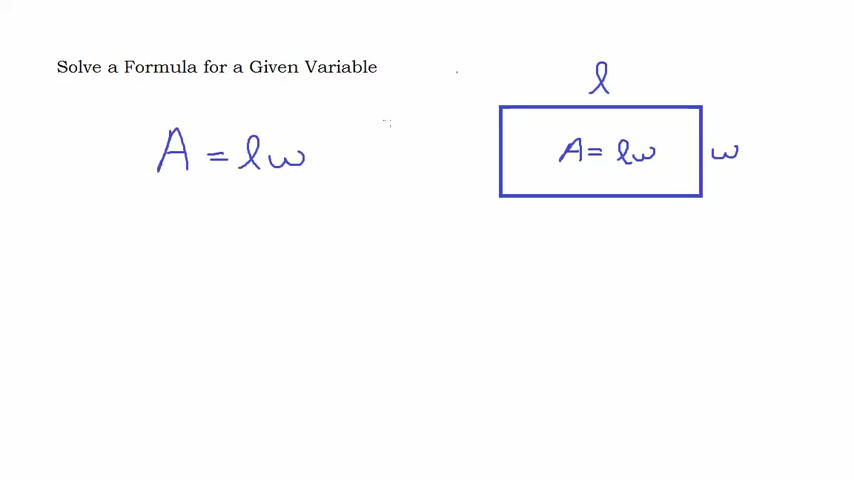 Solve a Formula for a Given Variable
l
A = lw
A = lw
w